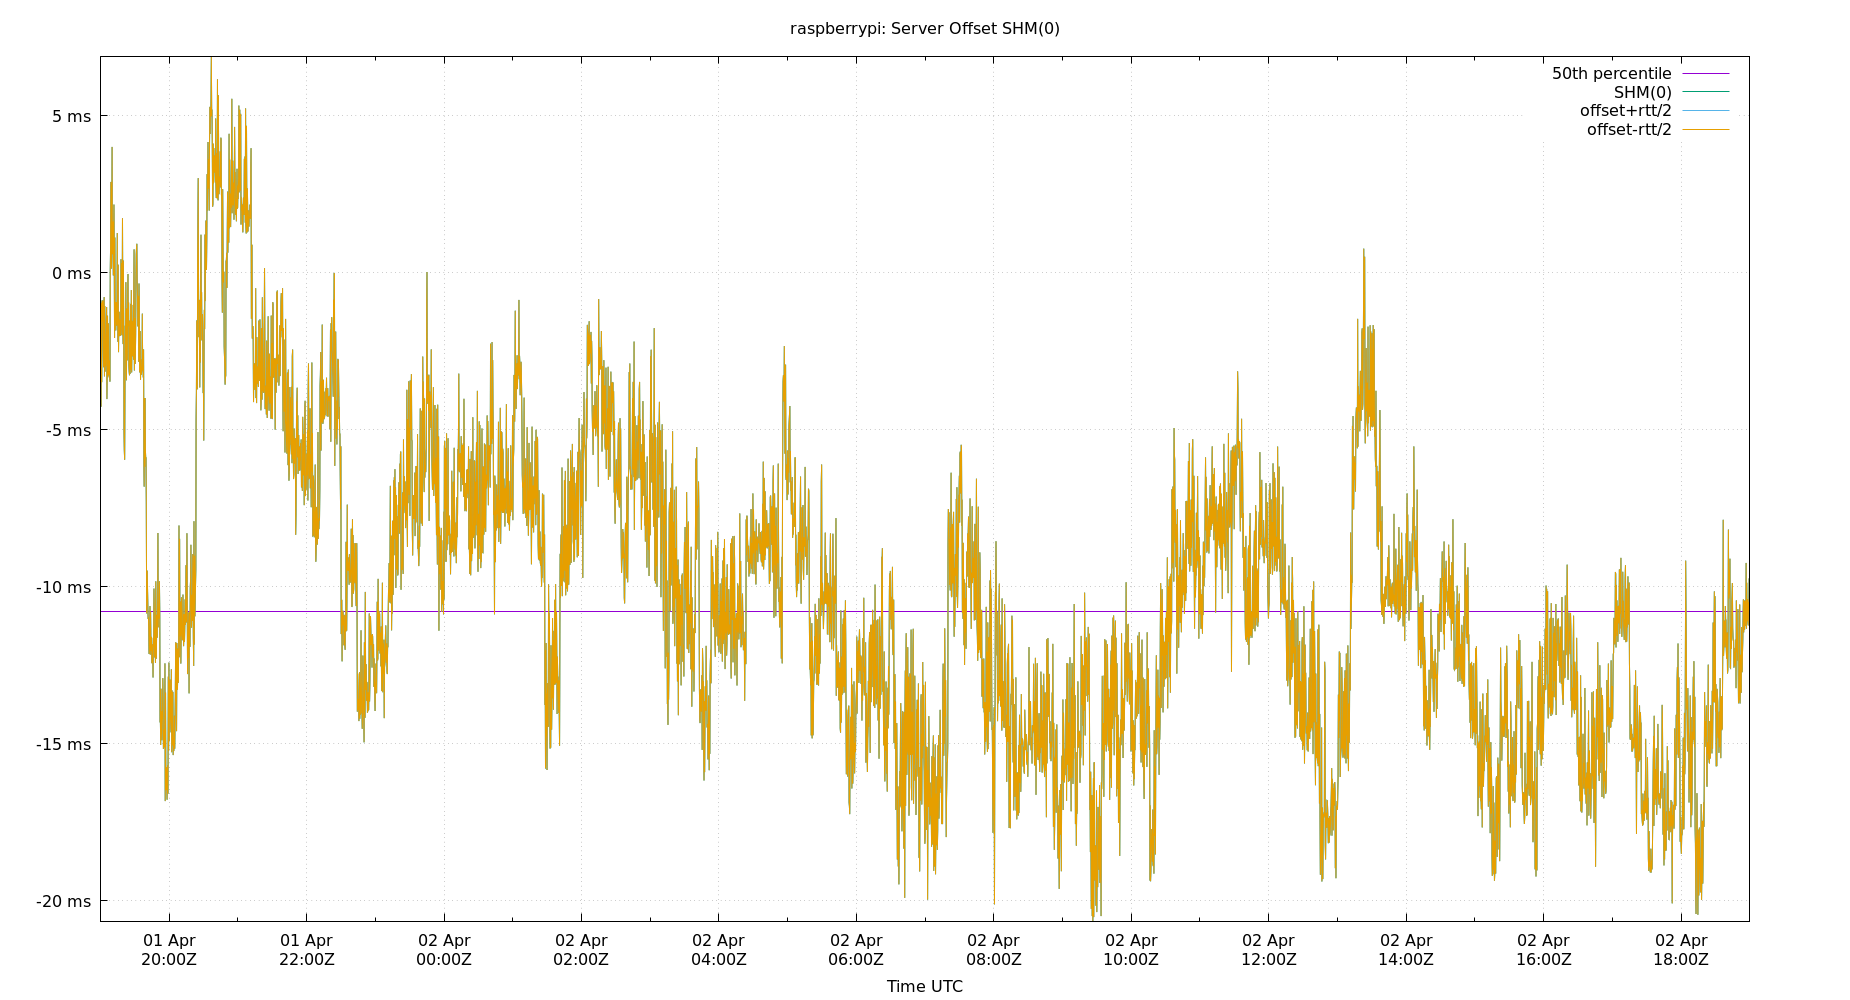 raspberrypi: Server Offset SHM(0)
50th percentile
SHM(0)
offset+rtt/2
offset-rtt/2
5 ms
0 ms
-5 ms
-10 ms
-15 ms
-20 ms
01 Apr 01 Apr 02 Apr 02 Apr 02 Apr 02 Apr 02 Apr 02 Apr 02 Apr 02 Apr 02 Apr 02 Apr
20:00Z 22:00Z 00:00Z 02:00Z 04:00Z 06:00Z 08:00Z 10:00Z 12:00Z 14:00Z 16:00Z 18:00Z
Time UTC